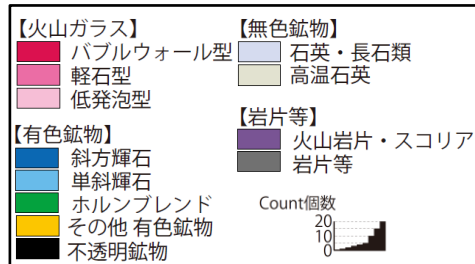 【火山ガラス】
バブルウォール型
軽石型
低発泡型
【有色鉱物】
斜方輝石
単斜輝石
ホルンブレンド
その他 有色鉱物
不透明鉱物
【無色鉱物】
石英・長石類
高温石英
【岩片等】
火山岩片・スコリア
岩片等
Count個数
20
10
0